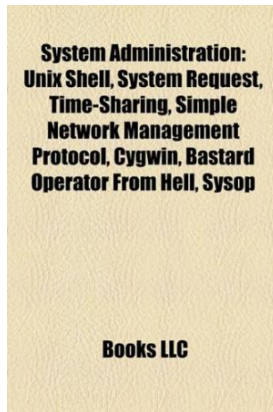 System Administration:
Unix Shell, System Request,
Time-Sharing, Simple
Network Management
Protocol, Cygwin, Bastard
Operator From Hell, Sysop
Books LLC